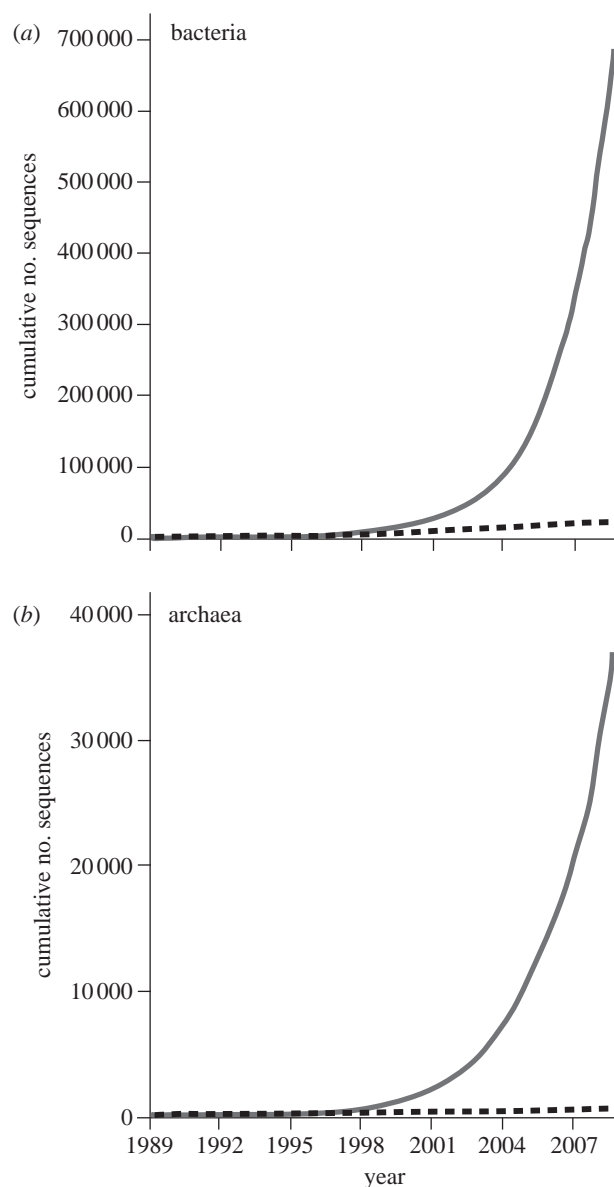 (a)
bacteria
700 000
600 000
500 000
400 000
300 000
200 000
100 000
0
cumulative no. sequences
(b)
archaea
40 000
30 000
20 000
10 000
0
cumulative no. sequences
1989 1992 1995 1998 2001 2004 2007
year